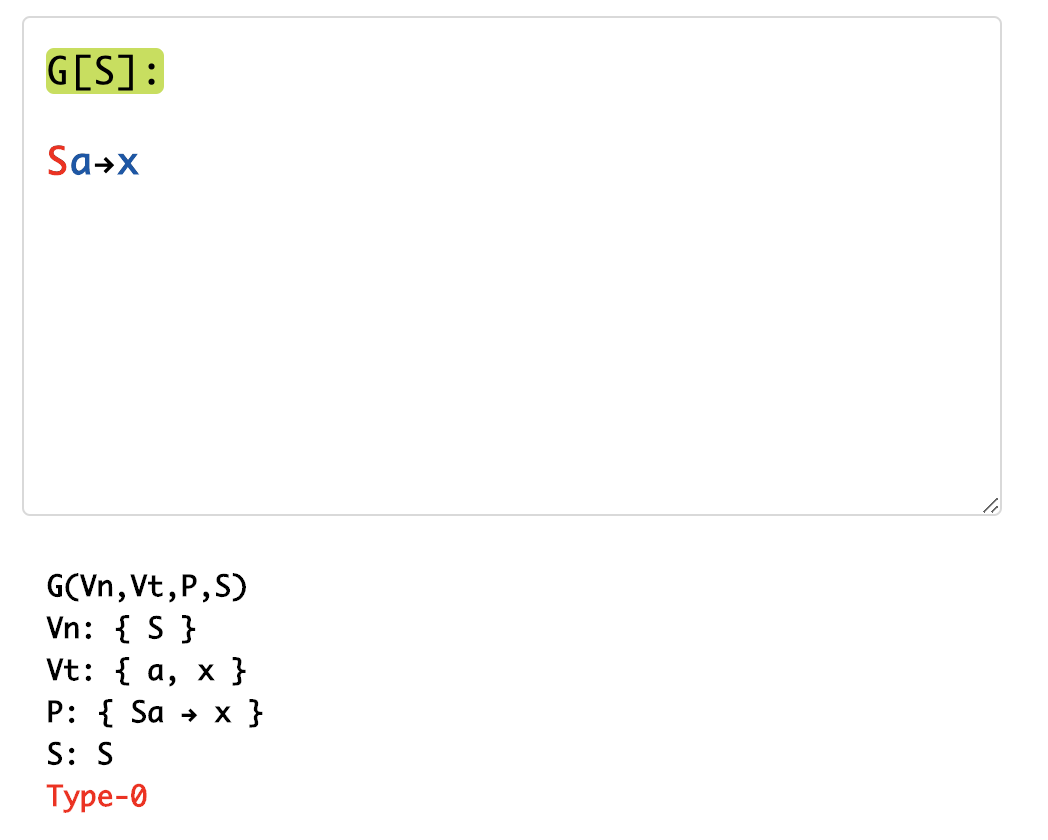 G[S]:
Sa→x
G(Vn,Vt,P,S)
Vn: { S }
Vt: { a, x }
P: { Sa → x }
S: S
Type-0